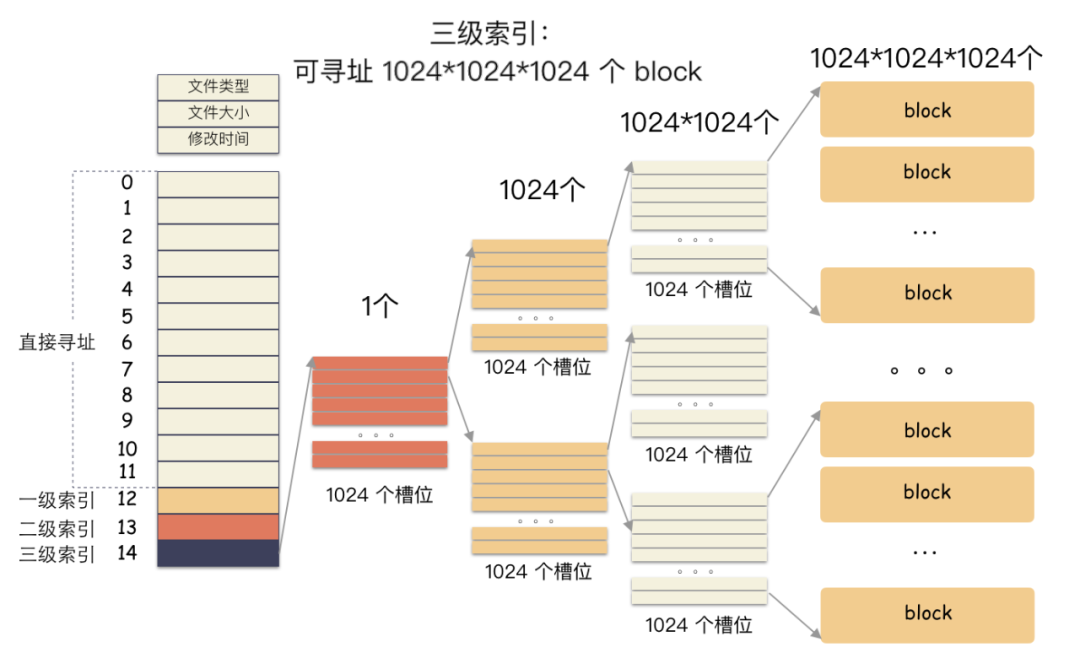 三级索引：
可寻址 1024*1024*1024 个 block
文件类型
文件大小
修改时间
直接寻址
0
1
2
3
4
5
6
7
8
9
10
11
一级索引 12
二级索引 13
三级索引 14
1个
1024 个槽位
1024个
1024 个槽位
1024 个槽位
1024*1024个
1024 个槽位
1024 个槽位
1024 个槽位
1024*1024*1024个
block
block
...
block
。。。
block
block
...
block